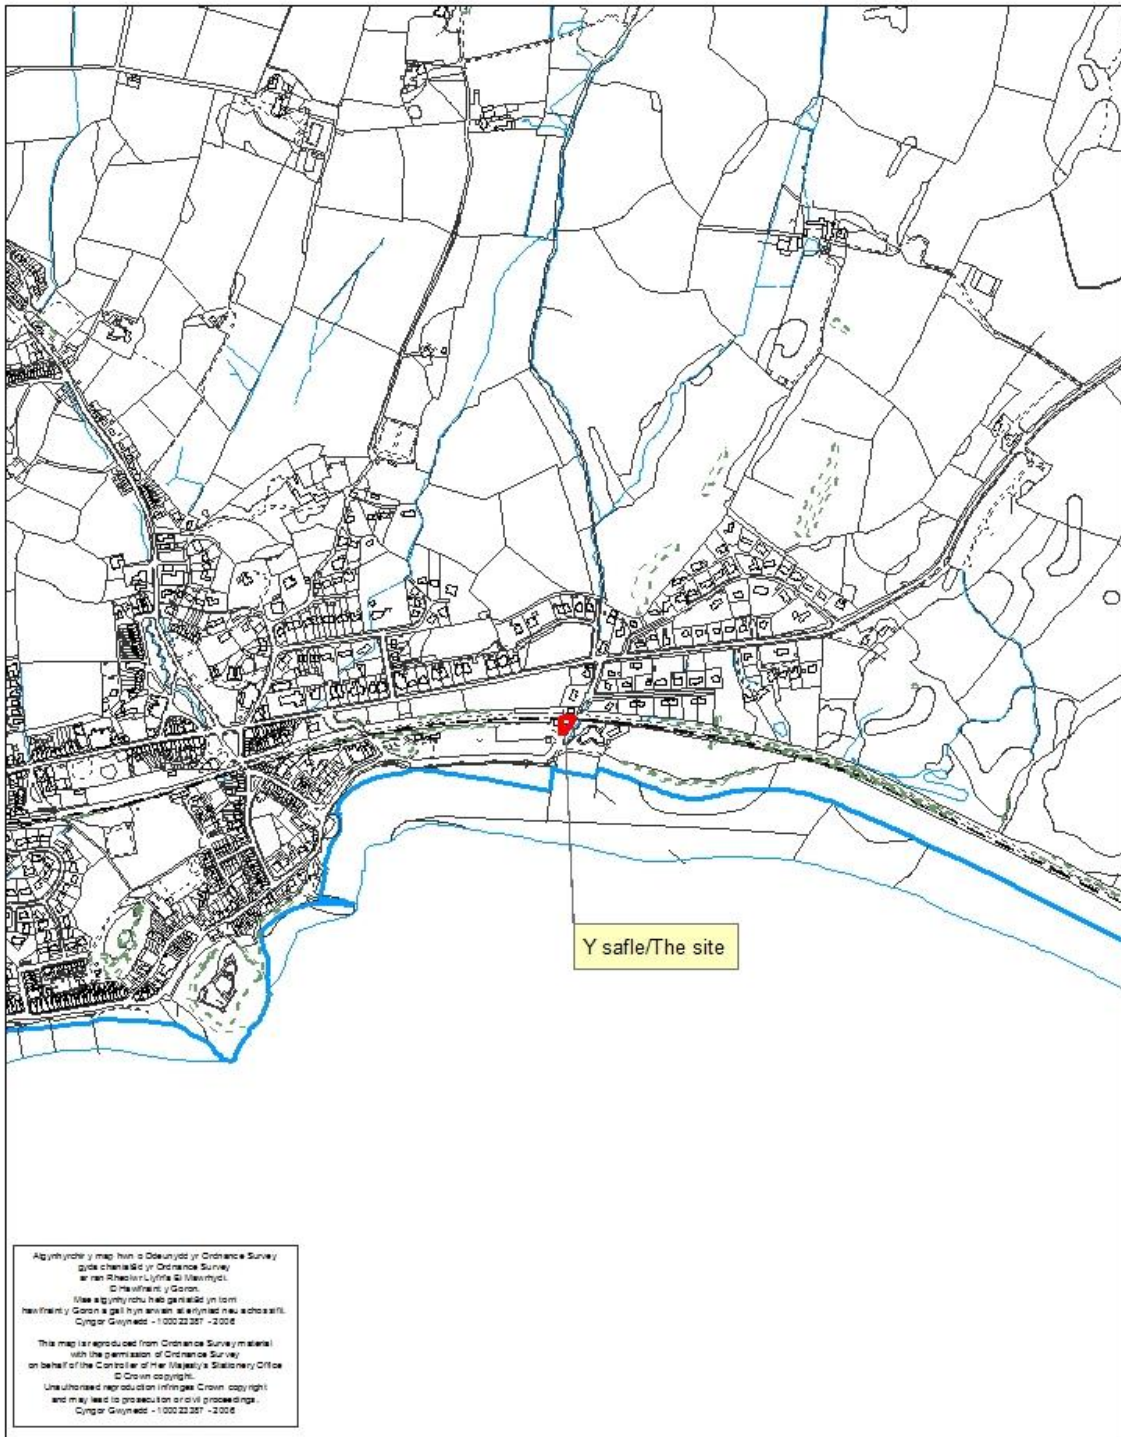 Y safle/The site
Atgynhyrchir y map hwn o Ddeunydd yr Ordnance Survey
gyda chaniatâd yr Ordnance Survey
ar ran Rheolwr Llyfrfa Ei Mawrhydi.
© Hawlfraint y Goron.
Mae atgynhyrchu heb ganiatâd yn torri
hawlfraint y Goron a gall hyn arwain at erlyniad neu achos sifil.
Cyngor Gwynedd - 100023387 - 2006
This map is reproduced from Ordnance Survey material
with the permission of Ordnance Survey
on behalf of the Controller of Her Majesty's Stationery Office
© Crown copyright.
Unauthorised reproduction infringes Crown copyright
and may lead to prosecution or civil proceedings.
Cyngor Gwynedd - 100023387 - 2006